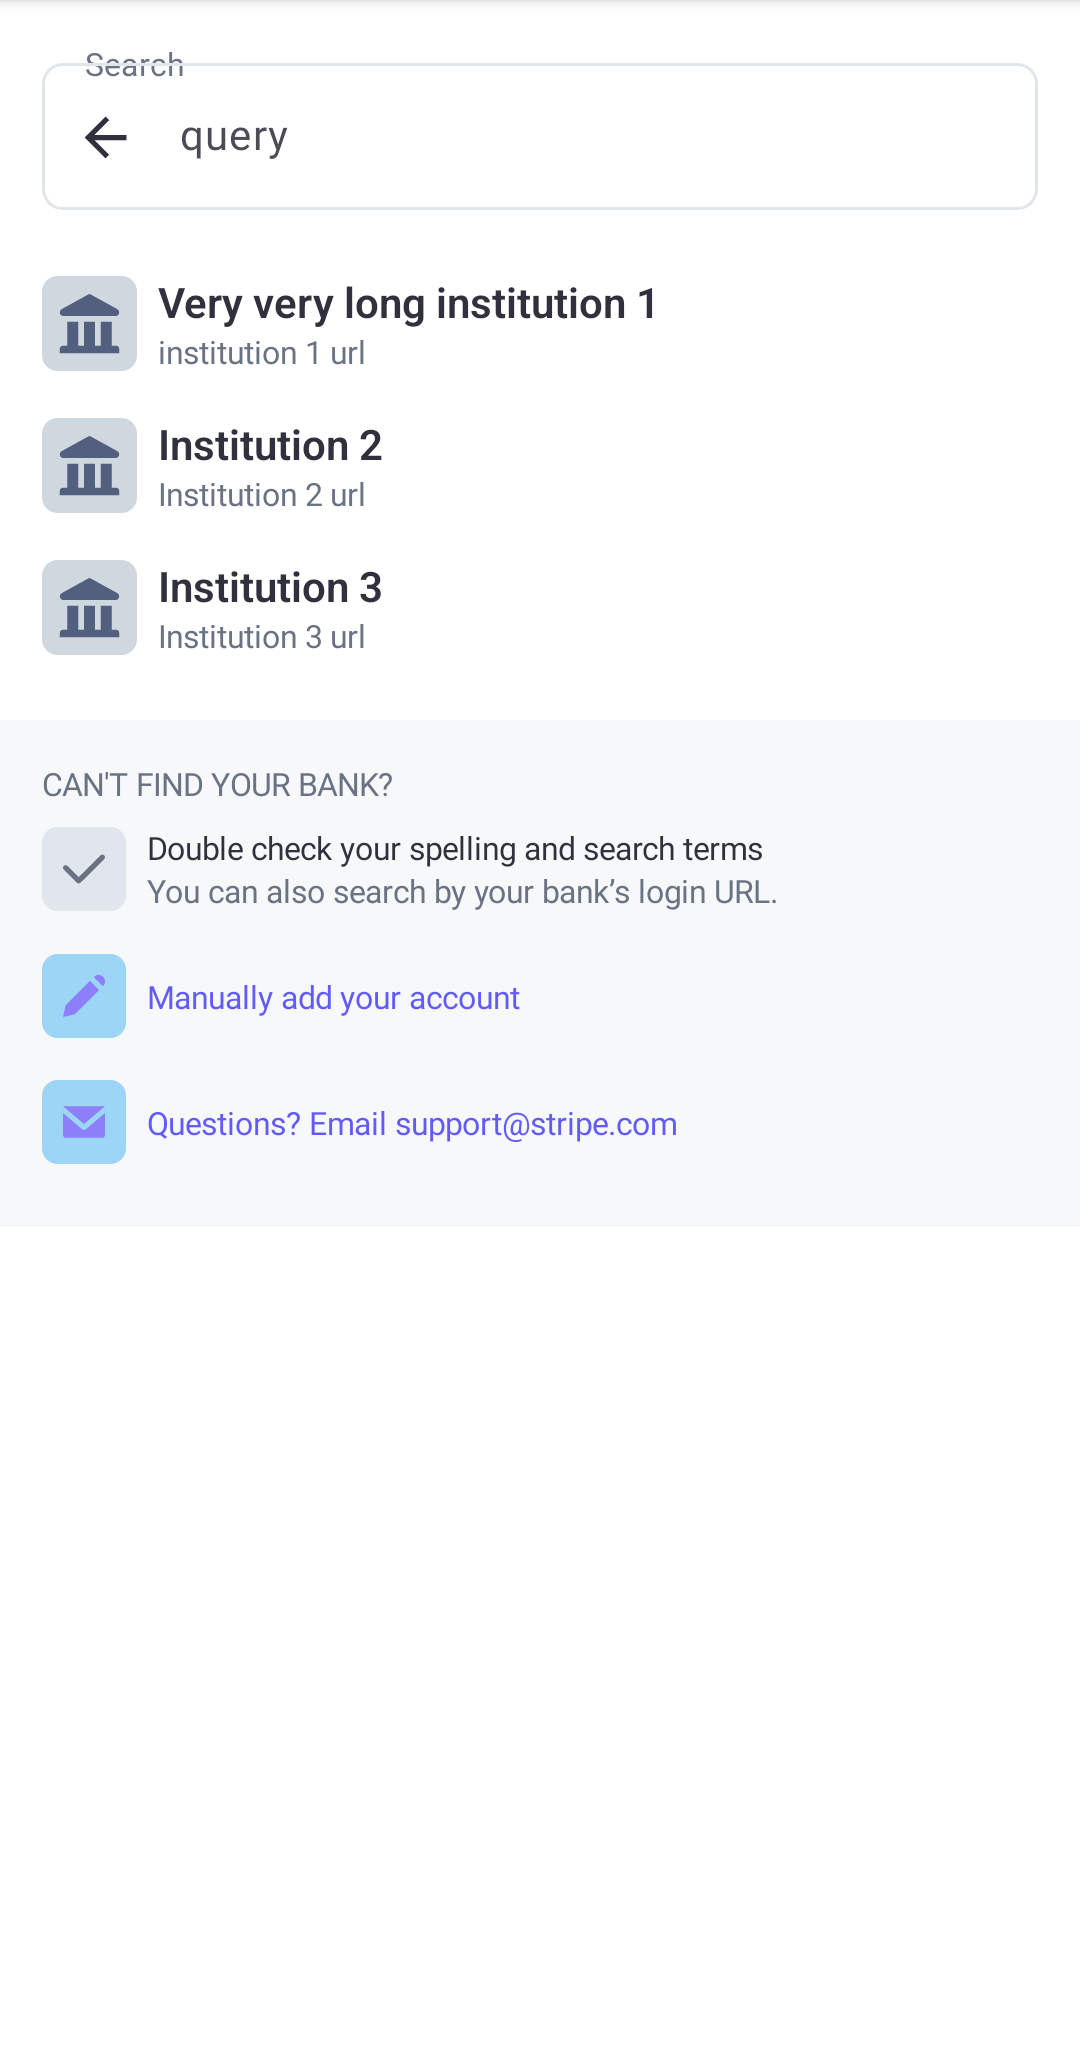 Search
query
Very very long institution 1
institution 1 url
Institution 2
Institution 2 url
Institution 3
Institution 3 url
CAN'T FIND YOUR BANK?
Double check your spelling and search terms
You can also search by your bank’s login URL.
Manually add your account
Questions? Email support@stripe.com